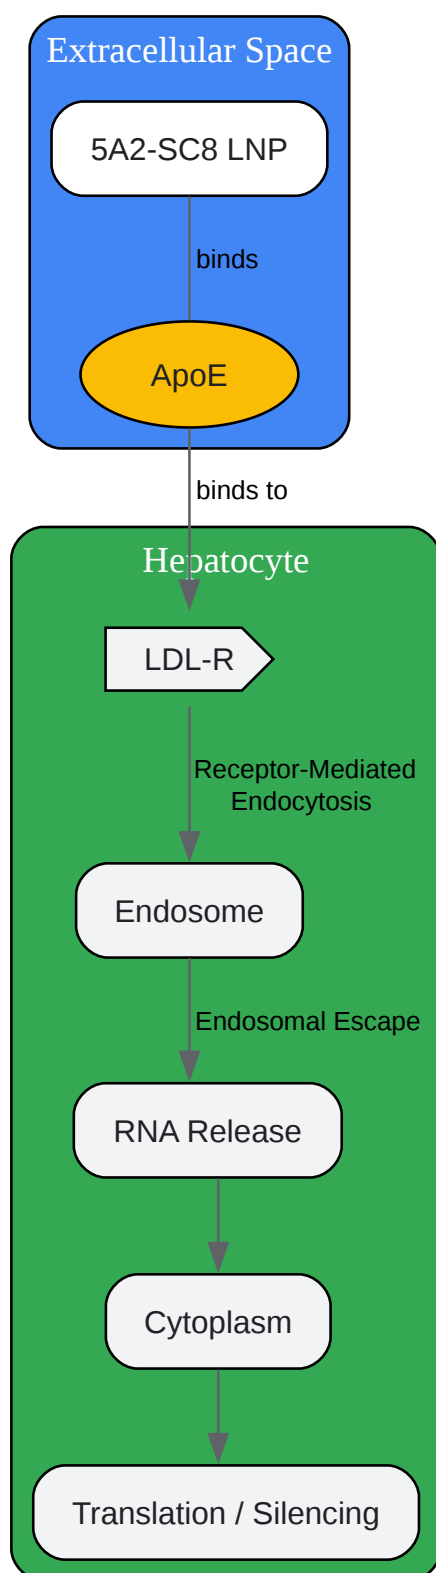 Extracellular Space
5A2-SC8 LNP
binds
ApoE
binds to
Hepatocyte
LDL-R
Receptor-Mediated
Endocytosis
Endosome
Endosomal Escape
RNA Release
Cytoplasm
Translation / Silencing